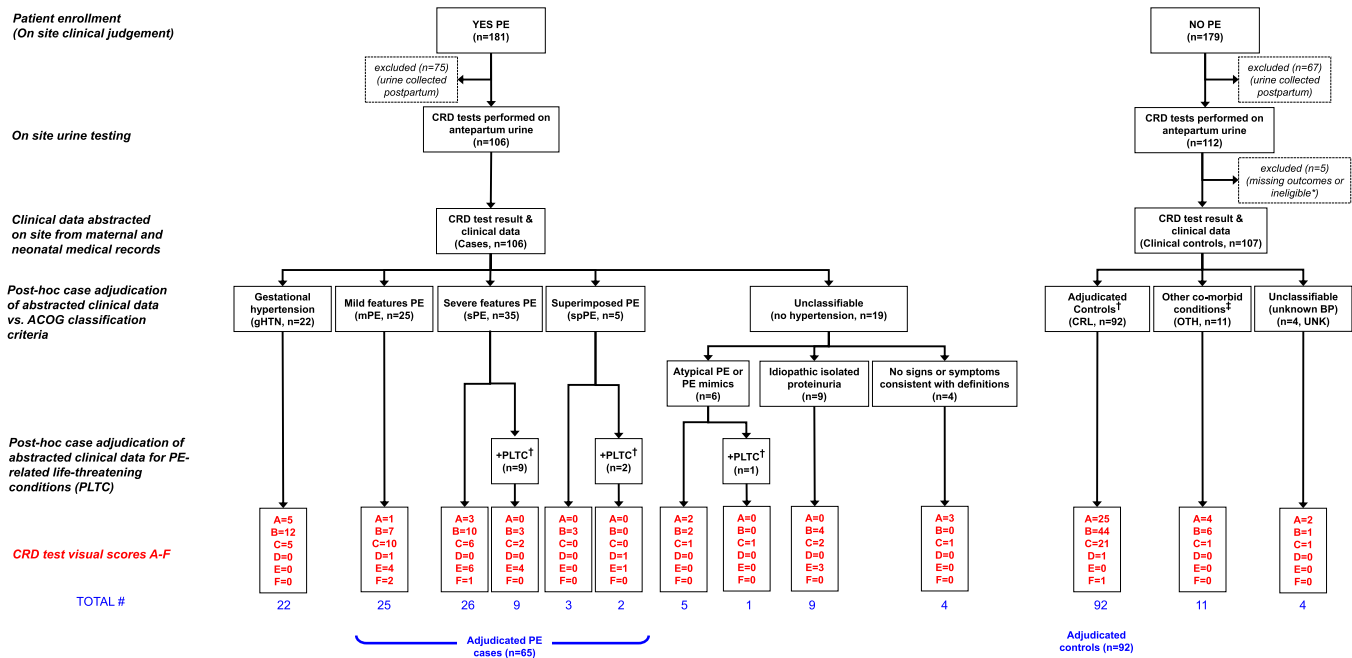 Patient enrollment
(On site clinical judgement)
YES PE
(n=181)
NO PE
(n=179)
excluded (n=75)
(urine collected
postpartum)
excluded (n=67)
(urine collected
postpartum)
On site urine testing
CRD tests performed on
antepartum urine
(n=106)
CRD tests performed on
antepartum urine
(n=112)
excluded (n=5)
(missing outcomes or
ineligible*)
Clinical data abstracted
on site from maternal and
neonatal medical records
CRD test result &
clinical data
(Cases, n=106)
CRD test result &
clinical data
(Clinical controls, n=107)
Post-hoc case adjudication
of abstracted clinical data
vs. ACOG classification
criteria
Gestational
hypertension
(gHTN, n=22)
Mild features PE
(mPE, n=25)
Severe features PE
(sPE, n=35)
Superimposed PE
(spPE, n=5)
Unclassifiable
(no hypertension, n=19)
Adjudicated
Controls†
(CRL, n=92)
Other co-morbid
conditions‡
(OTH, n=11)
Unclassifiable
(unknown BP)
(n=4, UNK)
Atypical PE or
PE mimics
(n=6)
Idiopathic isolated
proteinuria
(n=9)
No signs or symptoms
consistent with definitions
(n=4)
Post-hoc case adjudication of
abstracted clinical data for PE-
related life-threatening
conditions (PLTC)
+PLTC†
(n=9)
+PLTC†
(n=2)
+PLTC†
(n=1)
CRD test visual scores A-F
A=5
B=12
C=5
D=0
E=0
F=0
A=1
B=7
C=10
D=1
E=4
F=2
A=3
B=10
C=6
D=0
E=6
F=1
A=0
B=3
C=2
D=0
E=4
F=0
A=0
B=3
C=0
D=0
E=0
F=0
A=0
B=0
C=0
D=1
E=1
F=0
A=2
B=2
C=1
D=0
E=0
F=0
A=0
B=0
C=1
D=0
E=0
F=0
A=0
B=4
C=2
D=0
E=3
F=0
A=3
B=0
C=1
D=0
E=0
F=0
A=25
B=44
C=21
D=1
E=0
F=1
A=4
B=6
C=1
D=0
E=0
F=0
A=2
B=1
C=1
D=0
E=0
F=0
TOTAL #
22
25
26
9
3
2
5
1
9
4
92
11
4
Adjudicated PE
cases (n=65)
Adjudicated
controls (n=92)